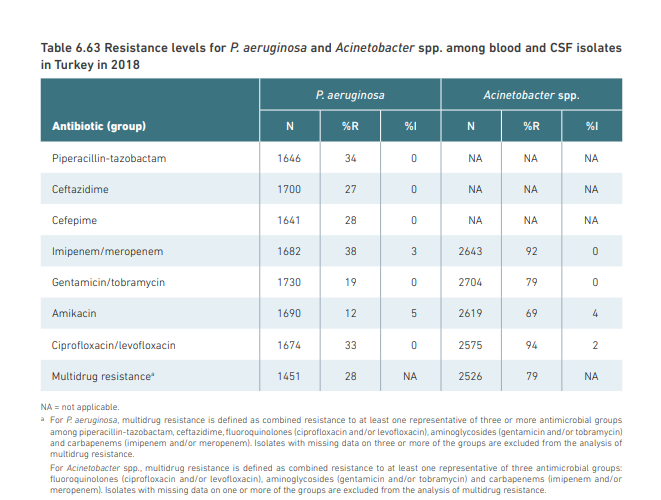 Table 6.63 Resistance levels for P. aeruginosa and Acinetobacter spp. among blood and CSF isolates
in Turkey in 2018
P. aeruginosa Acinetobacter spp.
Antibiotic (group) N %R %I N %R %I
Piperacillin-tazobactam 1646 34 0 NA NA NA
Ceftazidime 1700 27 0 NA NA NA
Cefepime 1641 28 0 NA NA NA
Imipenem/meropenem 1682 38 3 2643 92 0
Gentamicin/tobramycin 1730 19 0 2704 79 0
Amikacin 1690 12 5 2619 69 4
Ciprofloxacin/levofloxacin 1674 33 0 2575 94 2
Multidrug resistanceᵃ 1451 28 NA 2526 79 NA
NA = not applicable.
ᵃ For P. aeruginosa, multidrug resistance is defined as combined resistance to at least one representative of three or more antimicrobial groups
among piperacillin-tazobactam, ceftazidime, fluoroquinolones (ciprofloxacin and/or levofloxacin), aminoglycosides (gentamicin and/or tobramycin)
and carbapenems (imipenem and/or meropenem). Isolates with missing data on three or more of the groups are excluded from the analysis of
multidrug resistance.
For Acinetobacter spp., multidrug resistance is defined as combined resistance to at least one representative of three antimicrobial groups:
fluoroquinolones (ciprofloxacin and/or levofloxacin), aminoglycosides (gentamicin and/or tobramycin) and carbapenems (imipenem and/or
meropenem). Isolates with missing data on one or more of the groups are excluded from the analysis of multidrug resistance.